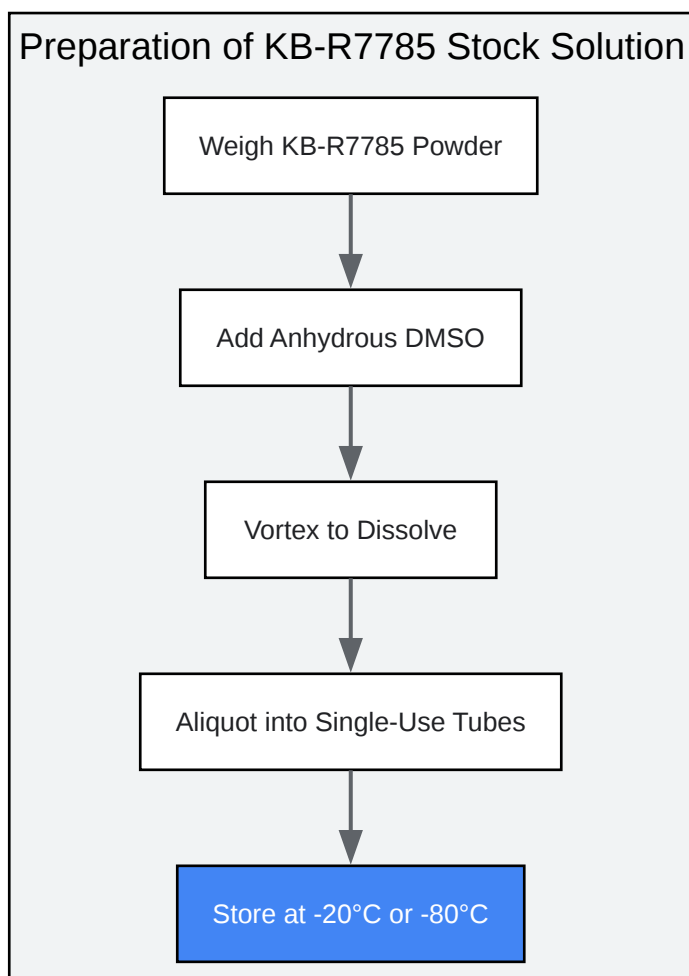 Preparation of KB-R7785 Stock Solution
Weigh KB-R7785 Powder
Add Anhydrous DMSO
Vortex to Dissolve
Aliquot into Single-Use Tubes
Store at -20°C or -80°C